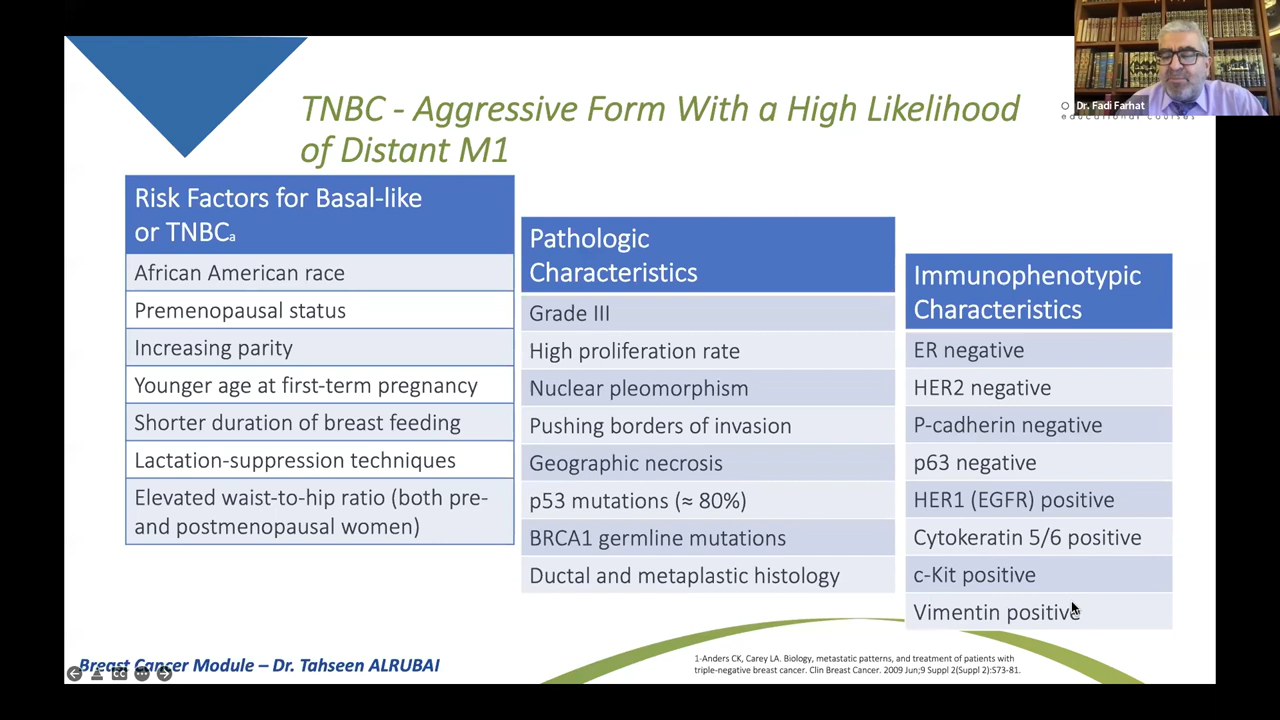 Dr. Fadi Farhat
educational courses
TNBC - Aggressive Form With a High Likelihood
of Distant M1
Risk Factors for Basal-like
or TNBCa
African American race
Premenopausal status
Increasing parity
Younger age at first-term pregnancy
Shorter duration of breast feeding
Lactation-suppression techniques
Elevated waist-to-hip ratio (both pre-
and postmenopausal women)
Pathologic
Characteristics
Grade III
High proliferation rate
Nuclear pleomorphism
Pushing borders of invasion
Geographic necrosis
p53 mutations (≈ 80%)
BRCA1 germline mutations
Ductal and metaplastic histology
Immunophenotypic
Characteristics
ER negative
HER2 negative
P-cadherin negative
p63 negative
HER1 (EGFR) positive
Cytokeratin 5/6 positive
c-Kit positive
Vimentin positive
Breast Cancer Module – Dr. Tahseen ALRUBAI
CC
1-Anders CK, Carey LA. Biology, metastatic patterns, and treatment of patients with
triple-negative breast cancer. Clin Breast Cancer. 2009 Jun;9 Suppl 2(Suppl 2):S73-81.